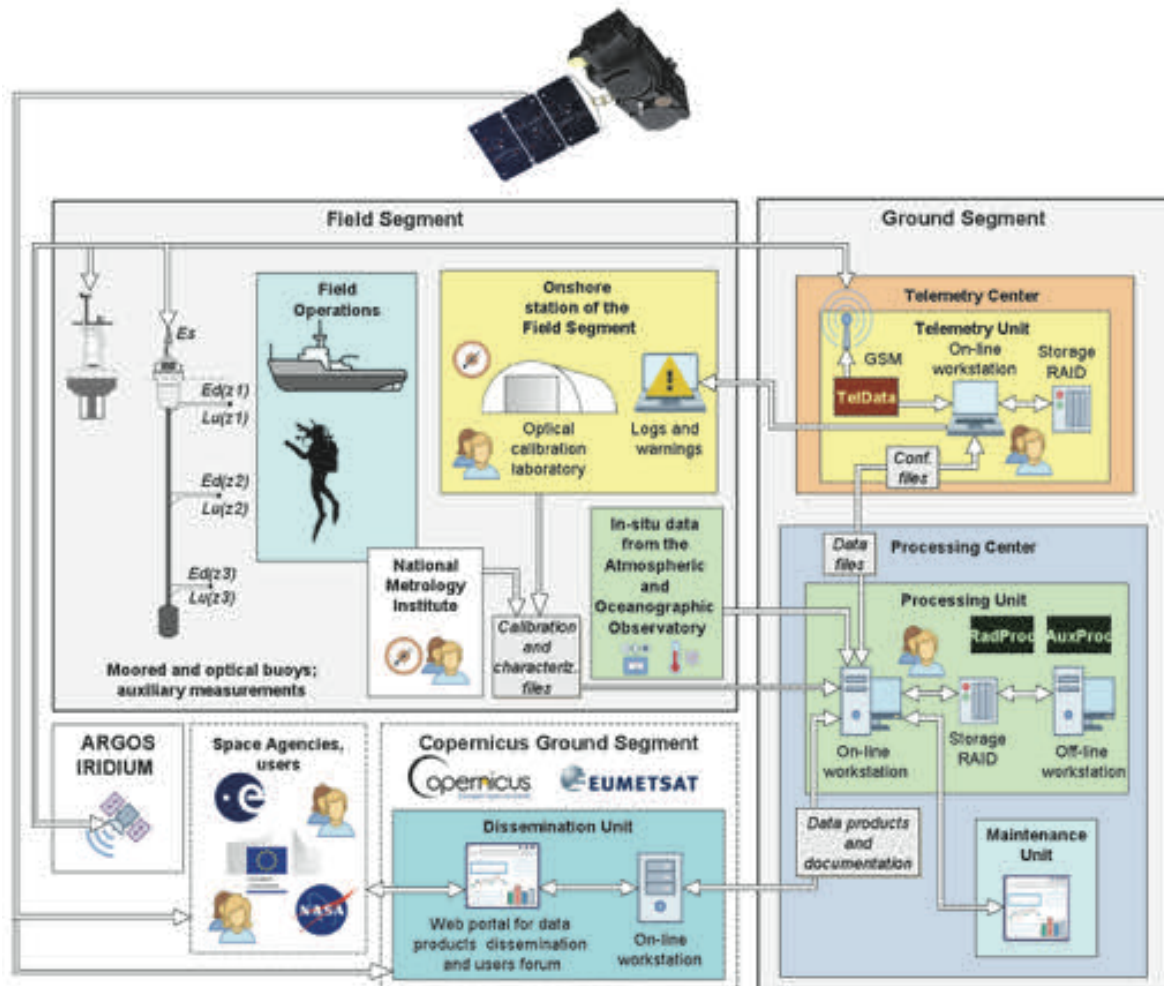 Field Segment
Ground Segment
Es
Ed(z1)
Lu(z1)
Ed(z2)
Lu(z2)
Ed(z3)
Lu(z3)
Moored and optical buoys;
auxiliary measurements
Field
Operations
Onshore
station of the
Field Segment
Optical
calibration
laboratory
Logs and
warnings
National
Metrology
Institute
Calibration
and
characteriz.
files
In-situ data
from the
Atmospheric
and
Oceanographic
Observatory
Telemetry Center
Telemetry Unit
GSM
On-line
workstation
Storage
RAID
TelData
Conf.
files
Data
files
Processing Center
Processing Unit
RadProc
AuxProc
On-line
workstation
Storage
RAID
Off-line
workstation
Data products
and
documentation
Maintenance
Unit
ARGOS
IRIDIUM
Space Agencies,
users
esa
NASA
Copernicus Ground Segment
opernicus
EUMETSAT
Dissemination Unit
Web portal for data
products dissemination
and users forum
On-line
workstation